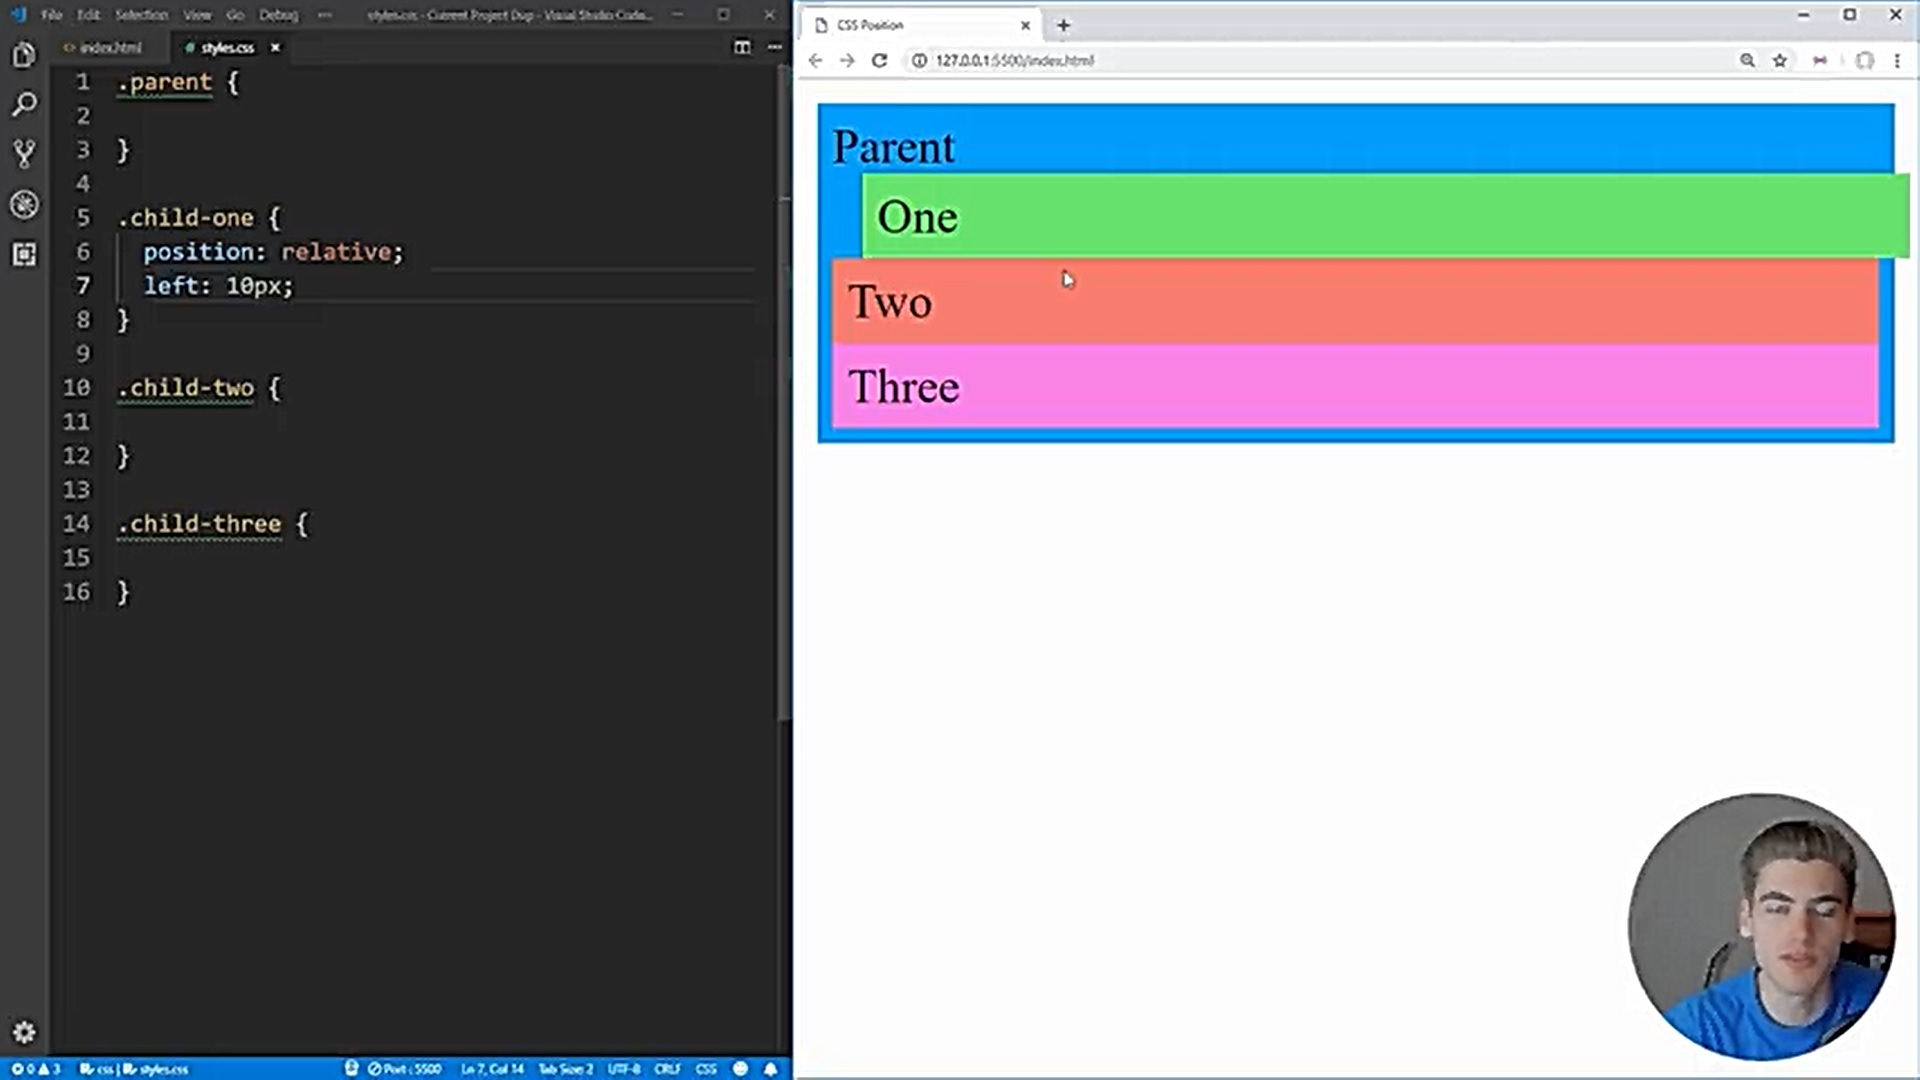 File Edit Selection View Go Debug ··· styles.css - Current Project Dup - Visual Studio Code...
index.html styles.css
1 .parent {
2
3 }
4
5 .child-one {
6 position: relative;
7 left: 10px;
8 }
9
10 .child-two {
11
12 }
13
14 .child-three {
15
16 }
0 3 css | styles.css Port : 5500 Ln 7, Col 14 Tab Size: 2 UTF-8 CRLF CSS
CSS Position
127.0.0.1:5500/index.html
Parent
One
Two
Three